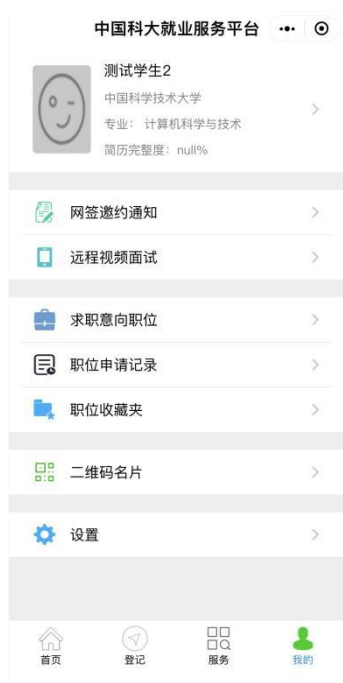 中国科大就业服务平台
测试学生2
中国科学技术大学
专业： 计算机科学与技术
简历完整度：null%
网签邀约通知
远程视频面试
求职意向职位
职位申请记录
职位收藏夹
二维码名片
设置
首页 登记 服务 我的